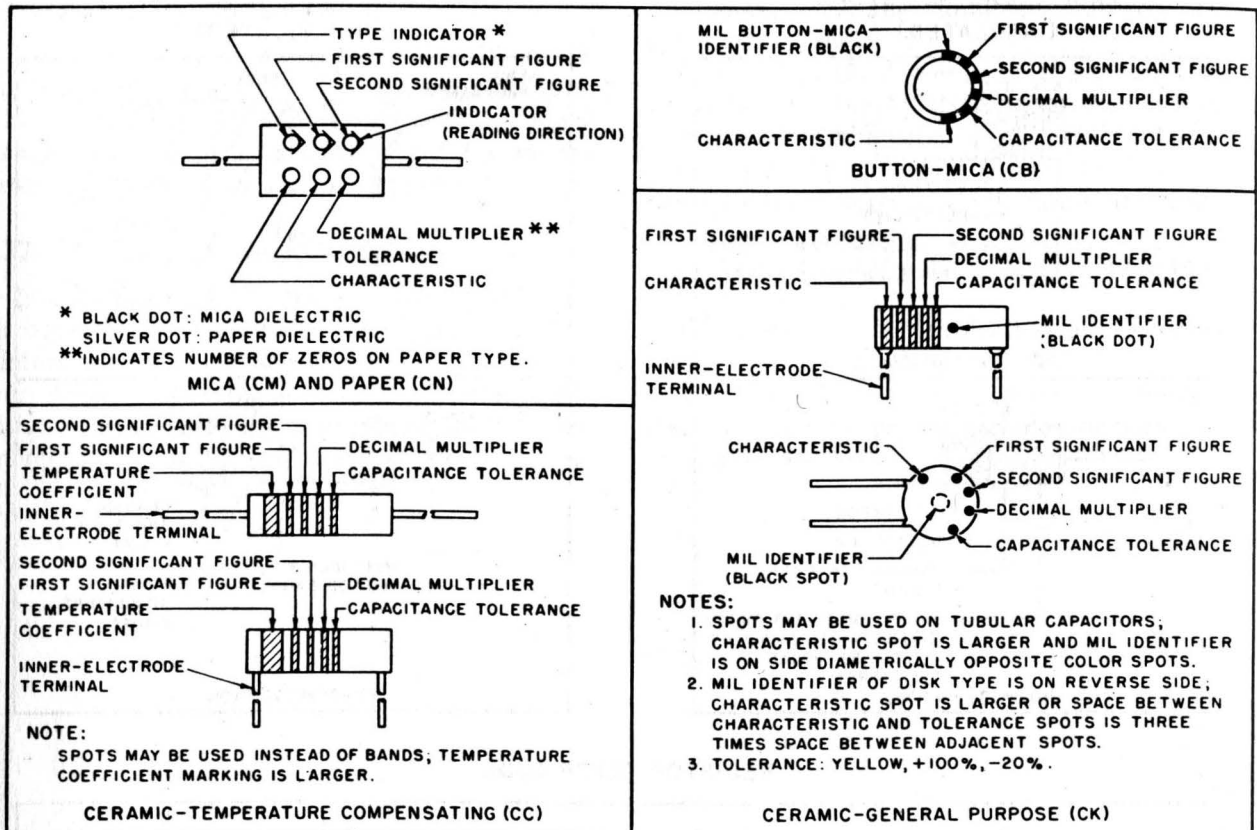 TYPE INDICATOR *
FIRST SIGNIFICANT FIGURE
SECOND SIGNIFICANT FIGURE
INDICATOR
(READING DIRECTION)
DECIMAL MULTIPLIER **
TOLERANCE
CHARACTERISTIC
* BLACK DOT: MICA DIELECTRIC
SILVER DOT: PAPER DIELECTRIC
**INDICATES NUMBER OF ZEROS ON PAPER TYPE.
MICA (CM) AND PAPER (CN)
MIL BUTTON-MICA
IDENTIFIER (BLACK)
FIRST SIGNIFICANT FIGURE
SECOND SIGNIFICANT FIGURE
DECIMAL MULTIPLIER
CHARACTERISTIC
CAPACITANCE TOLERANCE
BUTTON-MICA (CB)
SECOND SIGNIFICANT FIGURE
FIRST SIGNIFICANT FIGURE
DECIMAL MULTIPLIER
TEMPERATURE
COEFFICIENT
CAPACITANCE TOLERANCE
INNER-
ELECTRODE TERMINAL
SECOND SIGNIFICANT FIGURE
FIRST SIGNIFICANT FIGURE
DECIMAL MULTIPLIER
TEMPERATURE
COEFFICIENT
CAPACITANCE TOLERANCE
INNER-ELECTRODE
TERMINAL
NOTE:
SPOTS MAY BE USED INSTEAD OF BANDS; TEMPERATURE
COEFFICIENT MARKING IS LARGER.
CERAMIC-TEMPERATURE COMPENSATING (CC)
FIRST SIGNIFICANT FIGURE
SECOND SIGNIFICANT FIGURE
DECIMAL MULTIPLIER
CHARACTERISTIC
CAPACITANCE TOLERANCE
MIL IDENTIFIER
(BLACK DOT)
INNER-ELECTRODE
TERMINAL
CHARACTERISTIC
FIRST SIGNIFICANT FIGURE
SECOND SIGNIFICANT FIGURE
DECIMAL MULTIPLIER
CAPACITANCE TOLERANCE
MIL IDENTIFIER
(BLACK SPOT)
NOTES:
1. SPOTS MAY BE USED ON TUBULAR CAPACITORS;
CHARACTERISTIC SPOT IS LARGER AND MIL IDENTIFIER
IS ON SIDE DIAMETRICALLY OPPOSITE COLOR SPOTS.
2. MIL IDENTIFIER OF DISK TYPE IS ON REVERSE SIDE;
CHARACTERISTIC SPOT IS LARGER OR SPACE BETWEEN
CHARACTERISTIC AND TOLERANCE SPOTS IS THREE
TIMES SPACE BETWEEN ADJACENT SPOTS.
3. TOLERANCE: YELLOW, +100%, -20%.
CERAMIC-GENERAL PURPOSE (CK)